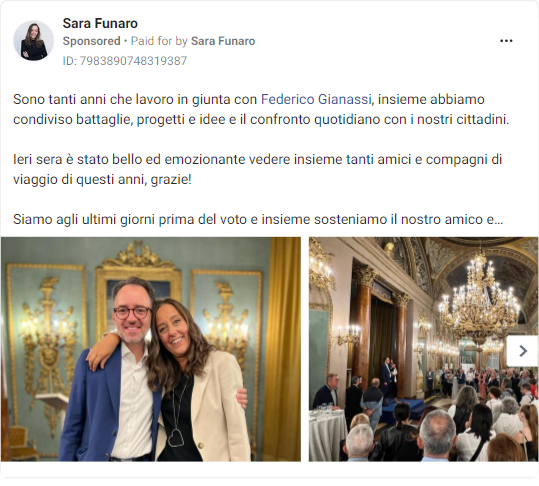 Sara Funaro
Sponsored • Paid for by Sara Funaro
ID: 7983890748319387
Sono tanti anni che lavoro in giunta con Federico Gianassi, insieme abbiamo
condiviso battaglie, progetti e idee e il confronto quotidiano con i nostri cittadini.
Ieri sera è stato bello ed emozionante vedere insieme tanti amici e compagni di
viaggio di questi anni, grazie!
Siamo agli ultimi giorni prima del voto e insieme sosteniamo il nostro amico e...